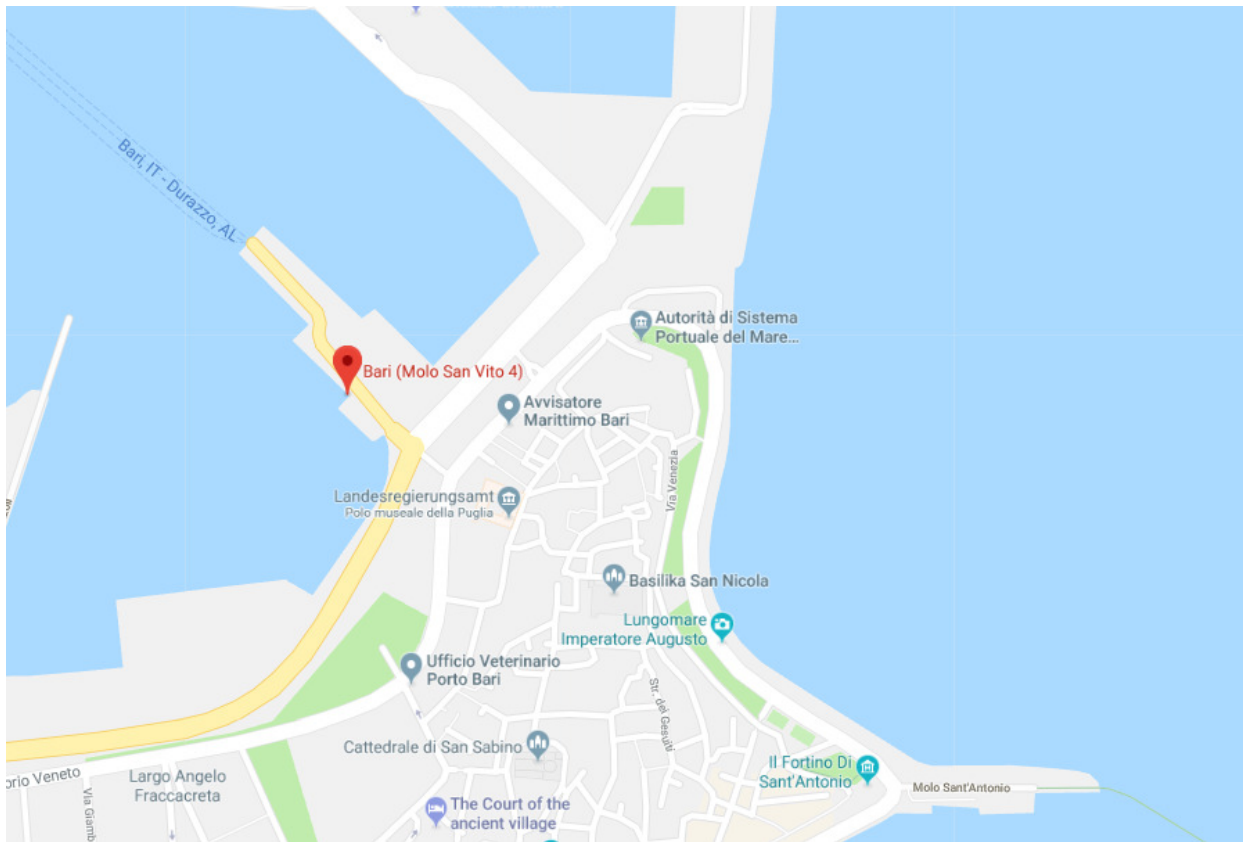 Bari, IT - Durazzo, AL
Autorità di Sistema
Portuale del Mare...
Bari (Molo San Vito 4)
Avvisatore
Marittimo Bari
Via Venezia
Landesregierungsamt
Polo museale della Puglia
Basilika San Nicola
Lungomare
Imperatore Augusto
Ufficio Veterinario
Porto Bari
Str. dei Gesuiti
Cattedrale di San Sabino
Il Fortino Di
Sant'Antonio
Veneto
Largo Angelo
Fraccacreta
Molo Sant'Antonio
The Court of the
ancient village